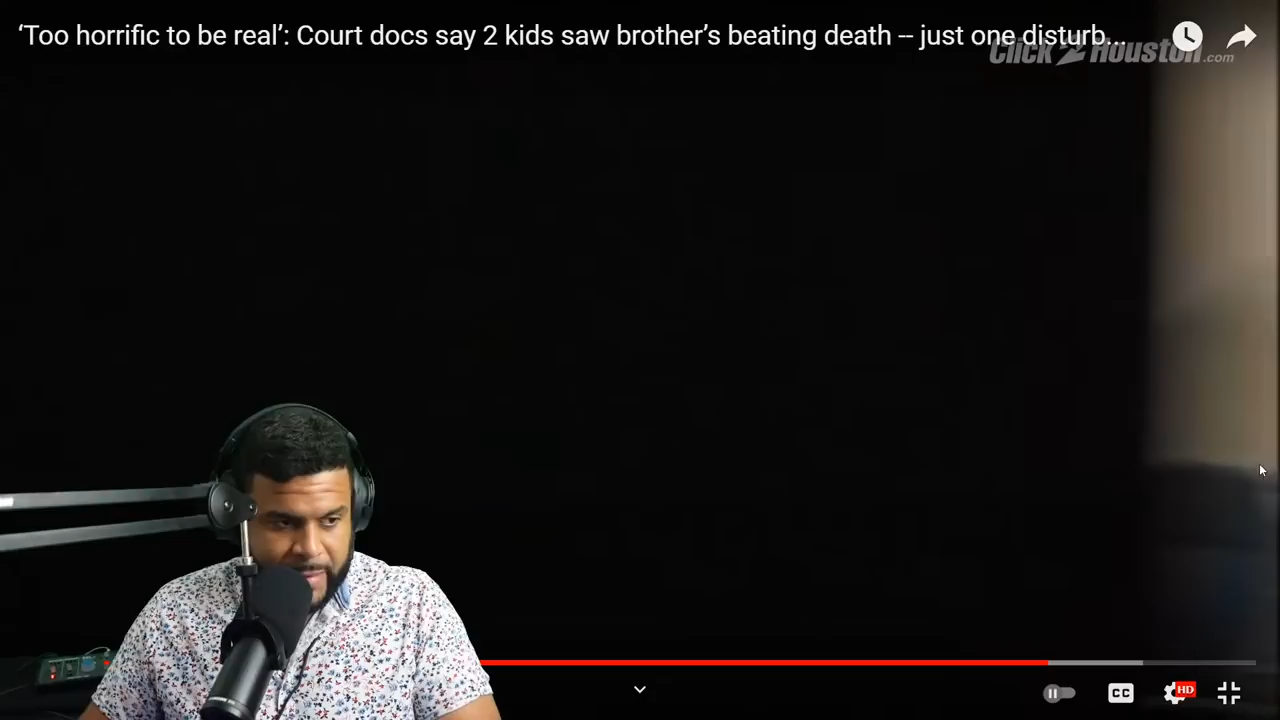 ‘Too horrific to be real’: Court docs say 2 kids saw brother’s beating death -- just one disturb...
Click2Houston.com
CC
HD